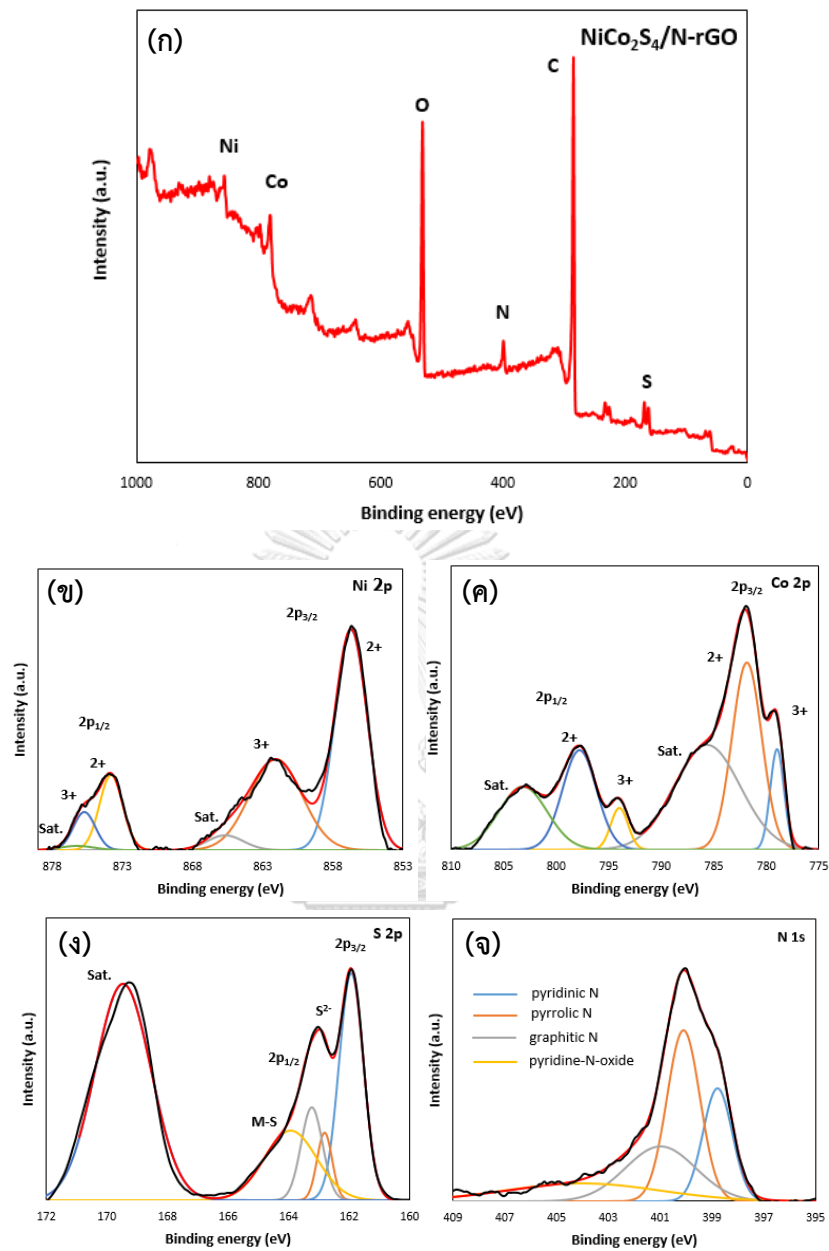 (ก)
NiCo₂S₄/N-rGO
C
O
Ni
Co
N
S
Intensity (a.u.)
1000 800 600 400 200 0
Binding energy (eV)
(ข)
Ni 2p
2p₃/₂
2+
3+
2p₁/₂
2+
3+
Sat.
Sat.
Intensity (a.u.)
878 873 868 863 858 853
Binding energy (eV)
(ค)
Co 2p
2p₃/₂
2+
3+
2p₁/₂
Sat.
2+
3+
Sat.
Intensity (a.u.)
810 805 800 795 790 785 780 775
Binding energy (eV)
(ง)
S 2p
2p₃/₂
Sat.
S²⁻
2p₁/₂
M-S
Intensity (a.u.)
172 170 168 166 164 162 160
Binding energy (eV)
(จ)
N 1s
pyridinic N
pyrrolic N
graphitic N
pyridine-N-oxide
Intensity (a.u.)
409 407 405 403 401 399 397 395
Binding energy (eV)